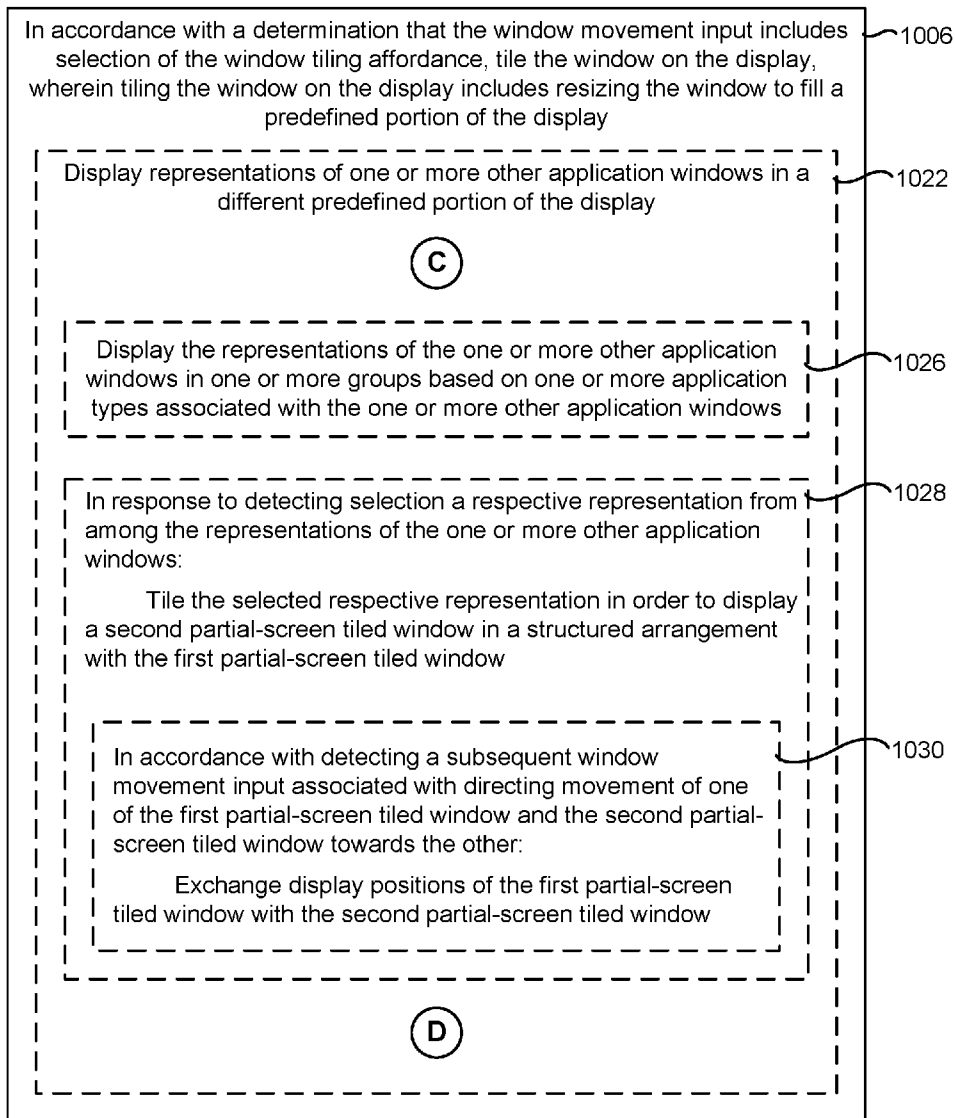 In accordance with a determination that the window movement input includes
selection of the window tiling affordance, tile the window on the display,
wherein tiling the window on the display includes resizing the window to fill a
predefined portion of the display
1006
Display representations of one or more other application windows in a
different predefined portion of the display
1022
C
Display the representations of the one or more other application
windows in one or more groups based on one or more application
types associated with the one or more other application windows
1026
In response to detecting selection a respective representation from
among the representations of the one or more other application
windows:
1028
Tile the selected respective representation in order to display
a second partial-screen tiled window in a structured arrangement
with the first partial-screen tiled window
In accordance with detecting a subsequent window
movement input associated with directing movement of one
of the first partial-screen tiled window and the second partial-
screen tiled window towards the other:
1030
Exchange display positions of the first partial-screen
tiled window with the second partial-screen tiled window
D